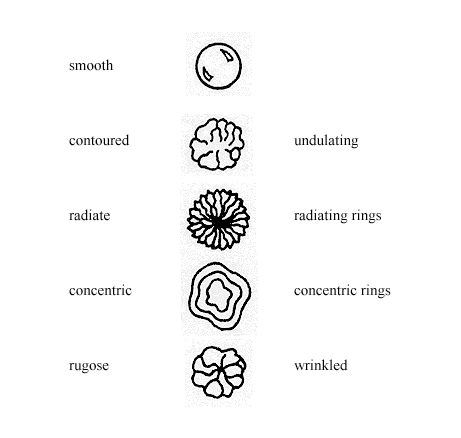 smooth
contoured undulating
radiate radiating rings
concentric concentric rings
rugose wrinkled